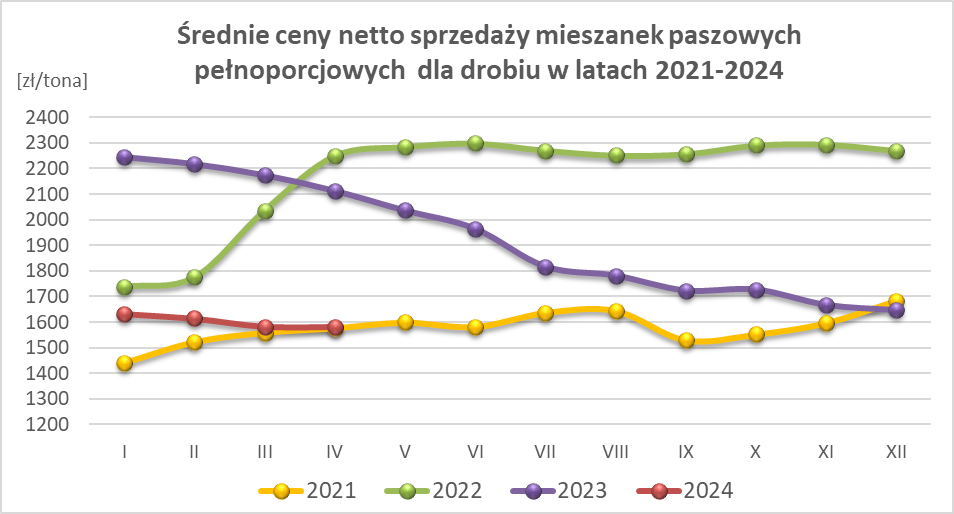 Średnie ceny netto sprzedaży mieszanek paszowych
pełnoporcjowych dla drobiu w latach 2021-2024
[zł/tona]
2400
2300
2200
2100
2000
1900
1800
1700
1600
1500
1400
1300
1200
I II III IV V VI VII VIII IX X XI XII
2021 2022 2023 2024